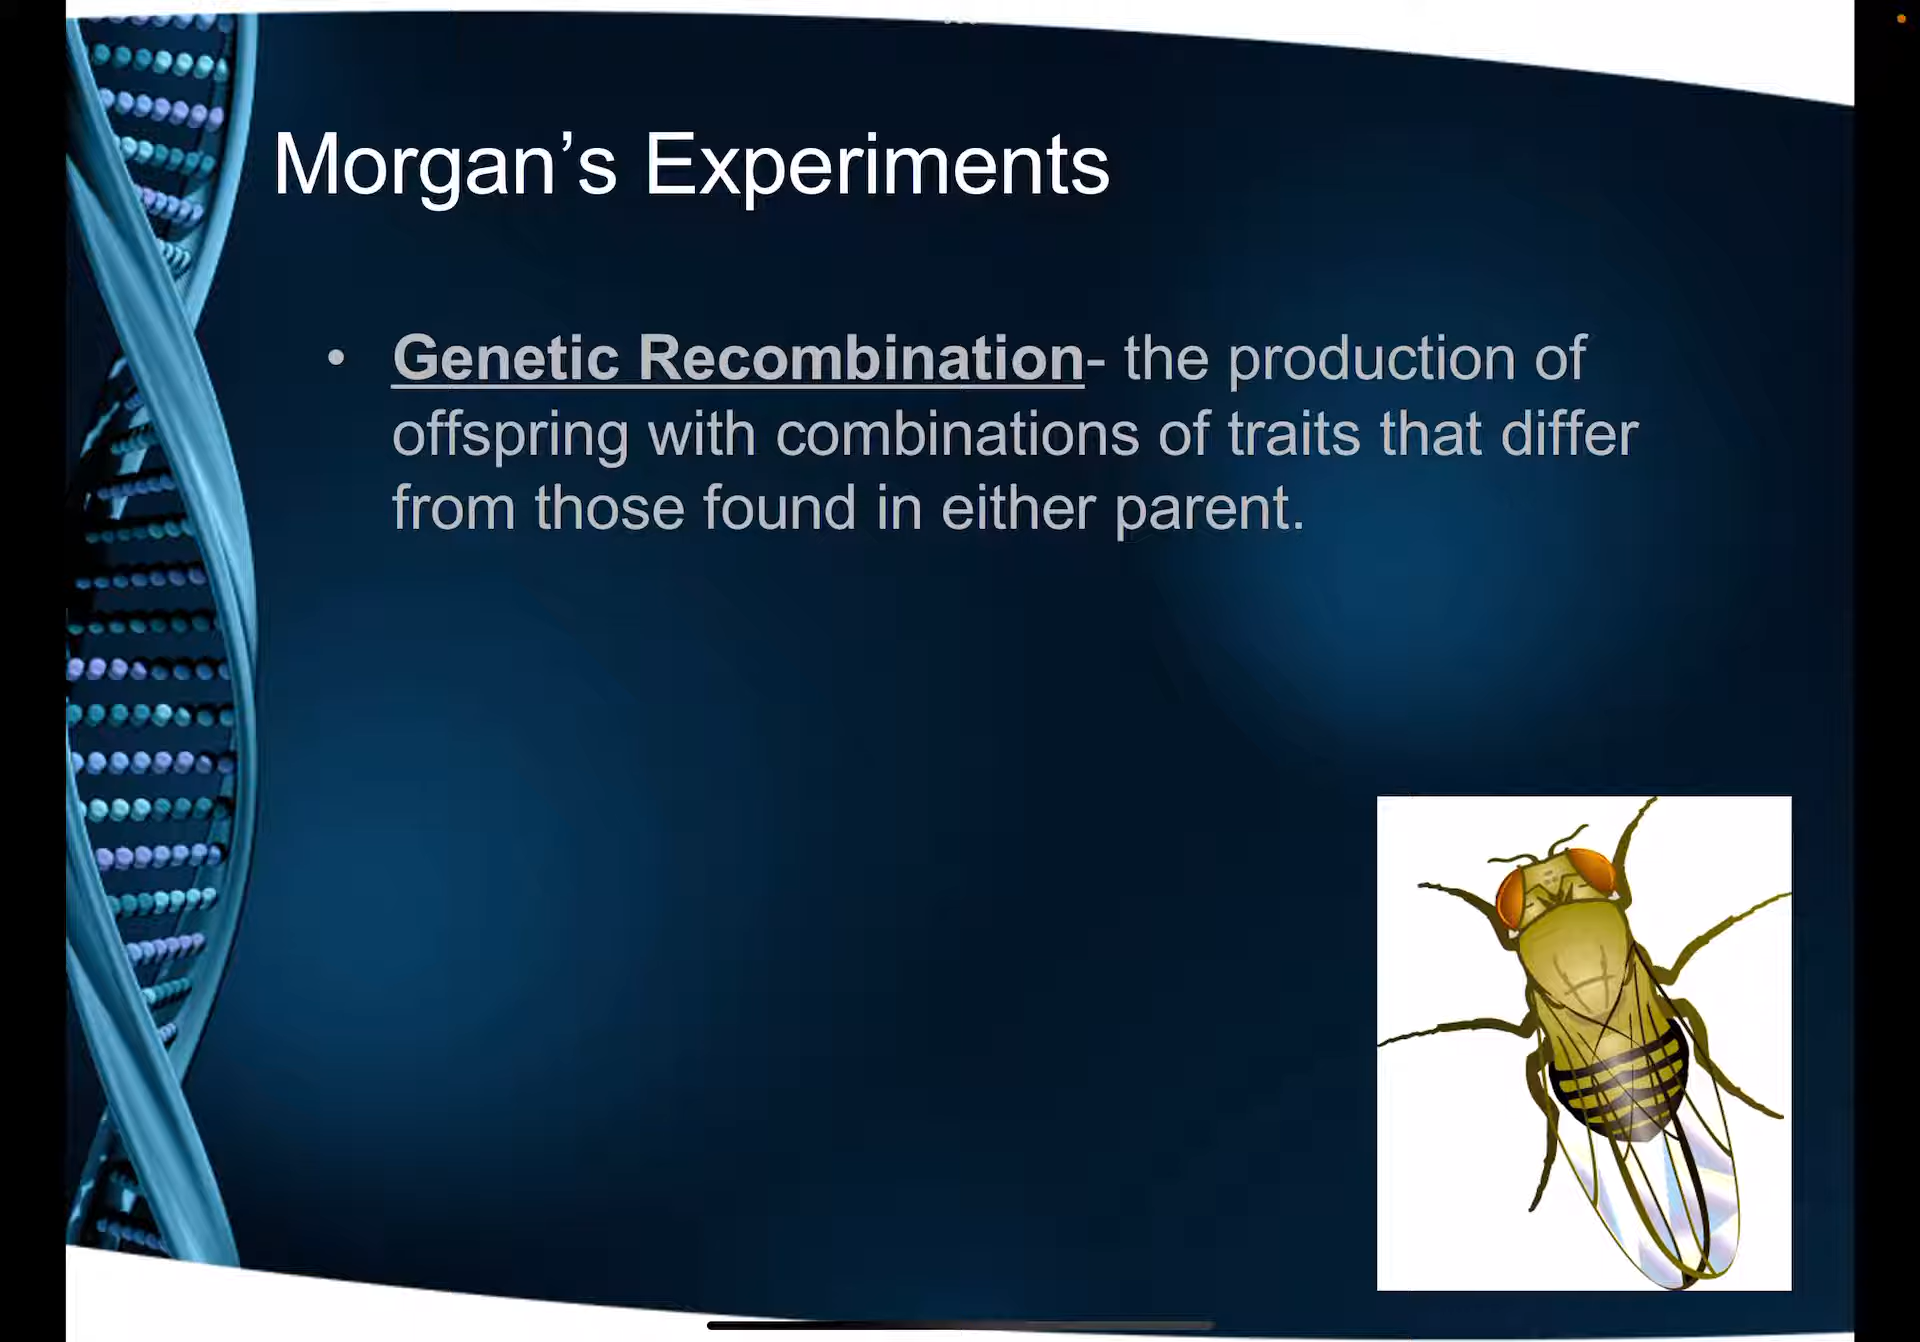 Morgan’s Experiments
• Genetic Recombination- the production of
offspring with combinations of traits that differ
from those found in either parent.